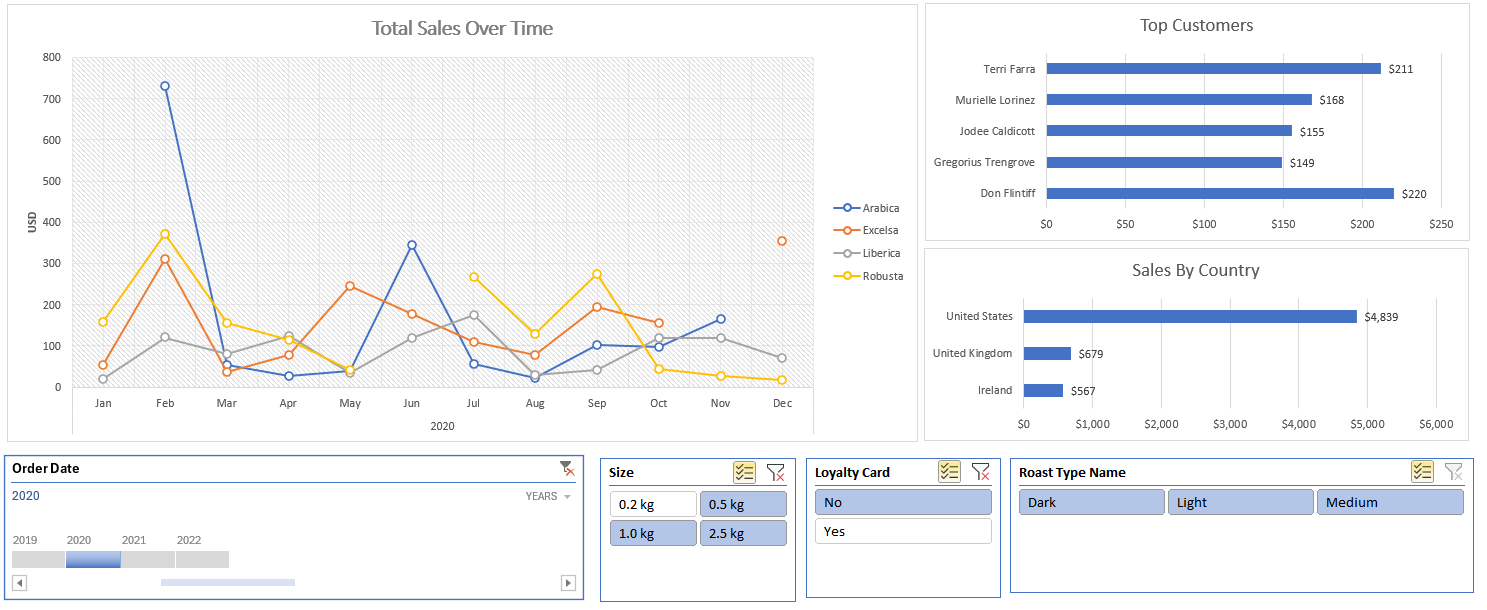 Total Sales Over Time
800
700
600
500
400
300
200
100
0
USD
Jan Feb Mar Apr May Jun Jul Aug Sep Oct Nov Dec
2020
Arabica
Excelsa
Liberica
Robusta
Top Customers
Terri Farra $211
Murielle Lorinez $168
Jodee Caldicott $155
Gregorius Trengrove $149
Don Flintiff $220
$0 $50 $100 $150 $200 $250
Sales By Country
United States $4,839
United Kingdom $679
Ireland $567
$0 $1,000 $2,000 $3,000 $4,000 $5,000 $6,000
Order Date
2020 YEARS
2019 2020 2021 2022
Size
0.2 kg 0.5 kg
1.0 kg 2.5 kg
Loyalty Card
No
Yes
Roast Type Name
Dark Light Medium